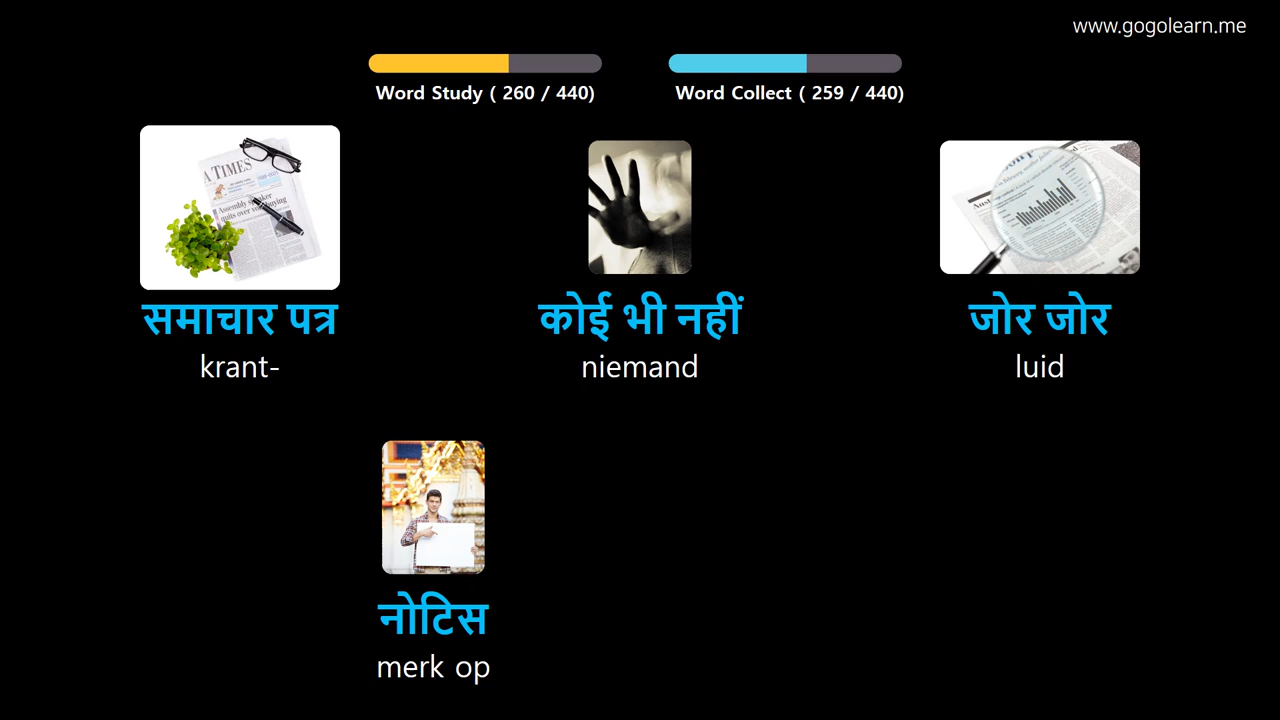 www.gogolearn.me
Word Study ( 260 / 440)
Word Collect ( 259 / 440)
A TIMES
समाचार पत्र
कोई भी नहीं
जोर जोर
krant-
niemand
luid
नोटिस
merk op